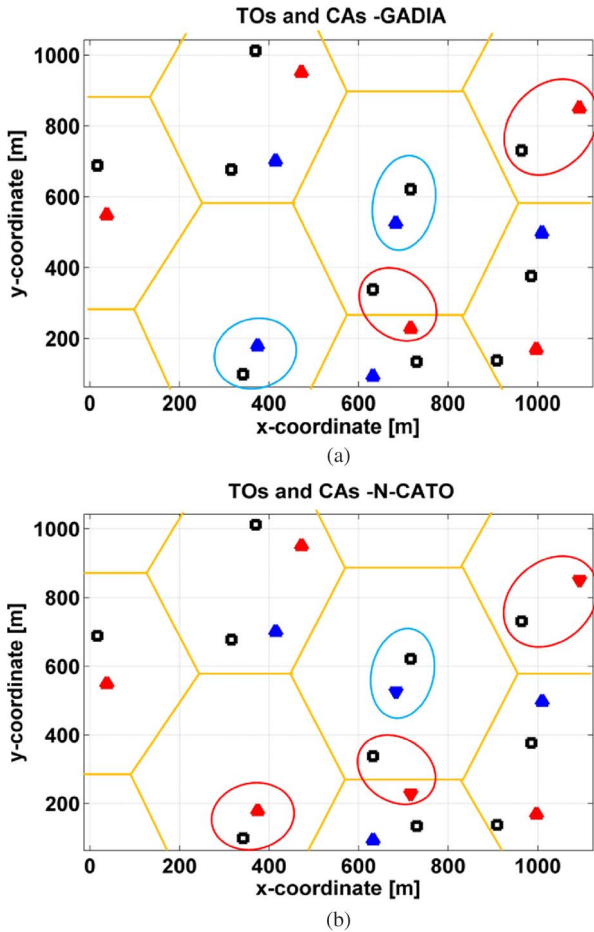 TOs and CAs -GADIA
1000
800
600
400
200
y-coordinate [m]
0 200 400 600 800 1000
x-coordinate [m]
(a)
TOs and CAs -N-CATO
1000
800
600
400
200
y-coordinate [m]
0 200 400 600 800 1000
x-coordinate [m]
(b)